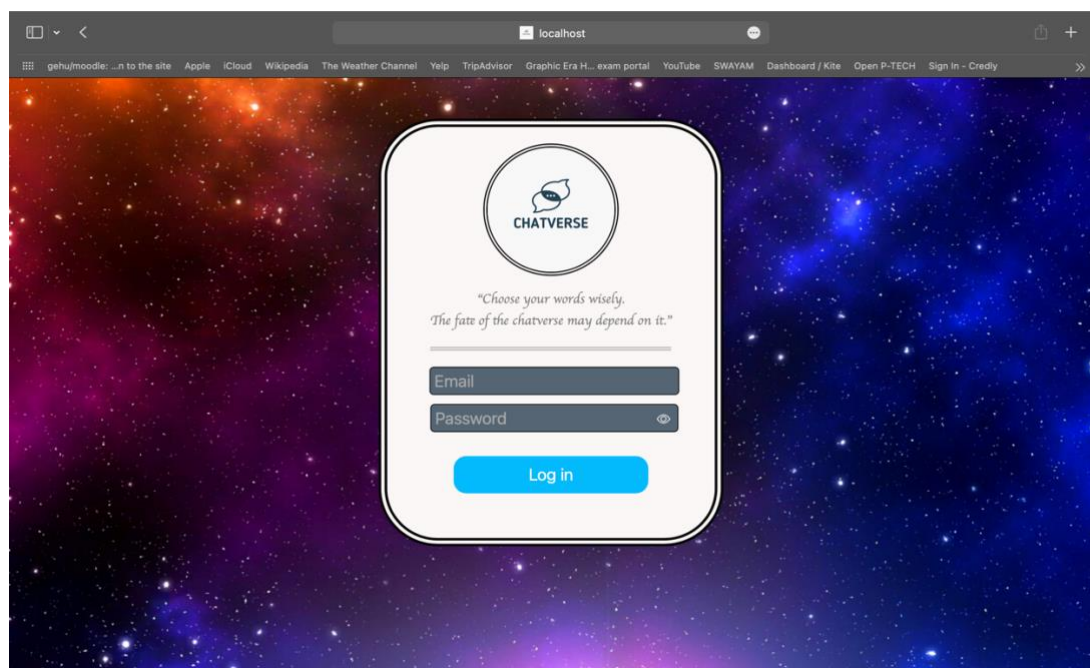 localhost
gehu/moodle: ...n to the site Apple iCloud Wikipedia The Weather Channel Yelp TripAdvisor Graphic Era H... exam portal YouTube SWAYAM Dashboard / Kite Open P-TECH Sign In - Credly
CHATVERSE
"Choose your words wisely.
The fate of the chatverse may depend on it."
Email
Password
Log in